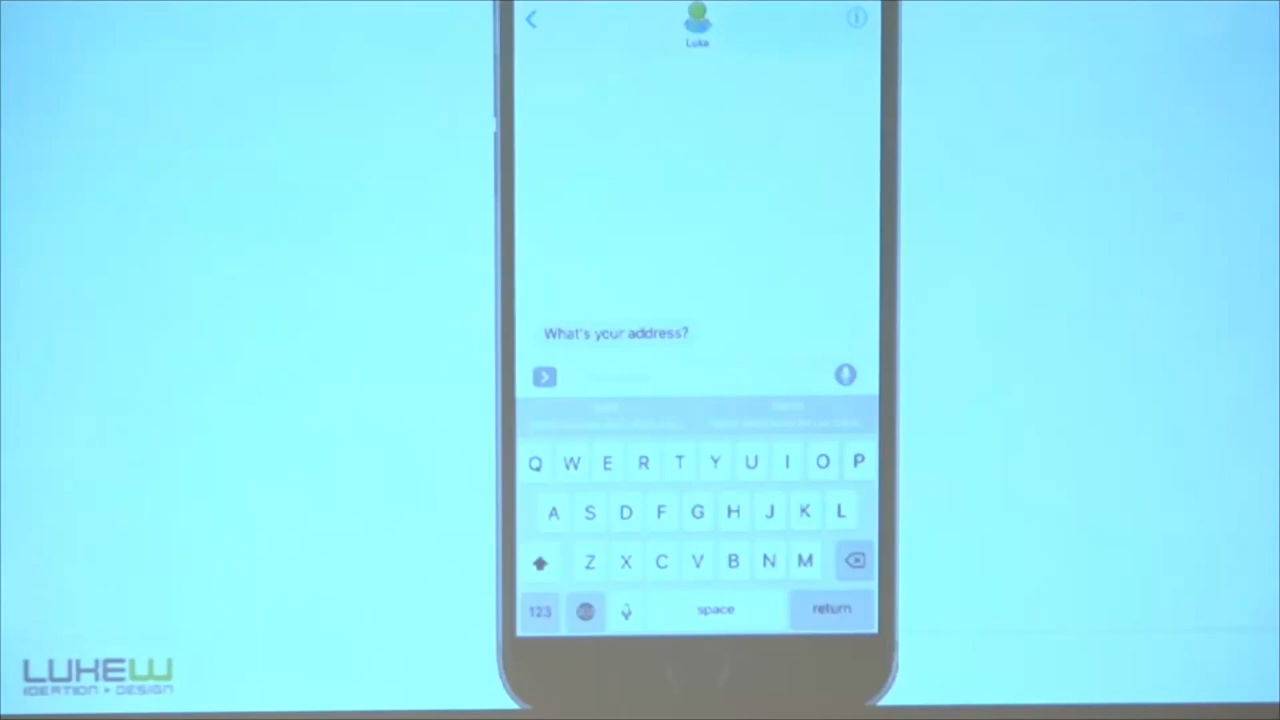 Luke
What's your address?
Q W E R T Y U I O P
A S D F G H J K L
Z X C V B N M
123 space return
LUKEW
IDEATION + DESIGN